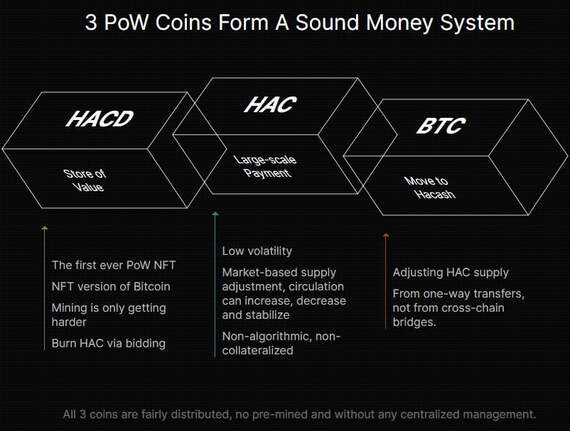 3 PoW Coins Form A Sound Money System
HACD
Store of
Value
HAC
Large-scale
Payment
BTC
Move to
Hacash
The first ever PoW NFT
NFT version of Bitcoin
Mining is only getting
harder
Burn HAC via bidding
Low volatility
Market-based supply
adjustment, circulation
can increase, decrease
and stabilize
Non-algorithmic, non-
collateralized
Adjusting HAC supply
From one-way transfers,
not from cross-chain
bridges.
All 3 coins are fairly distributed, no pre-mined and without any centralized management.